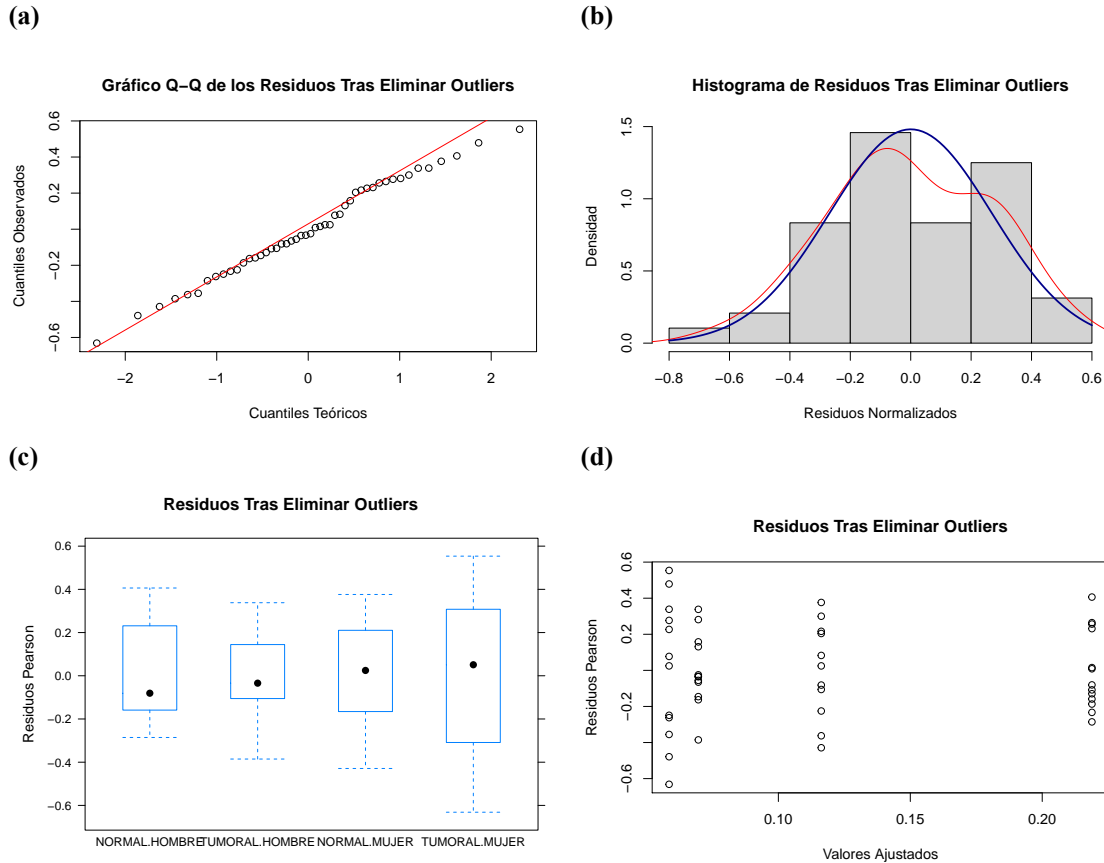 (a)
Gráfico Q−Q de los Residuos Tras Eliminar Outliers
Cuantiles Observados
0.6
0.2
−0.2
−0.6
−2
−1
0
1
2
Cuantiles Teóricos
(b)
Histograma de Residuos Tras Eliminar Outliers
Densidad
1.5
1.0
0.5
0.0
−0.8
−0.6
−0.4
−0.2
0.0
0.2
0.4
0.6
Residuos Normalizados
(c)
Residuos Tras Eliminar Outliers
Residuos Pearson
0.6
0.4
0.2
0.0
−0.2
−0.4
−0.6
NORMAL.HOMBRE
TUMORAL.HOMBRE
NORMAL.MUJER
TUMORAL.MUJER
(d)
Residuos Tras Eliminar Outliers
Residuos Pearson
0.6
0.2
−0.2
−0.6
0.10
0.15
0.20
Valores Ajustados